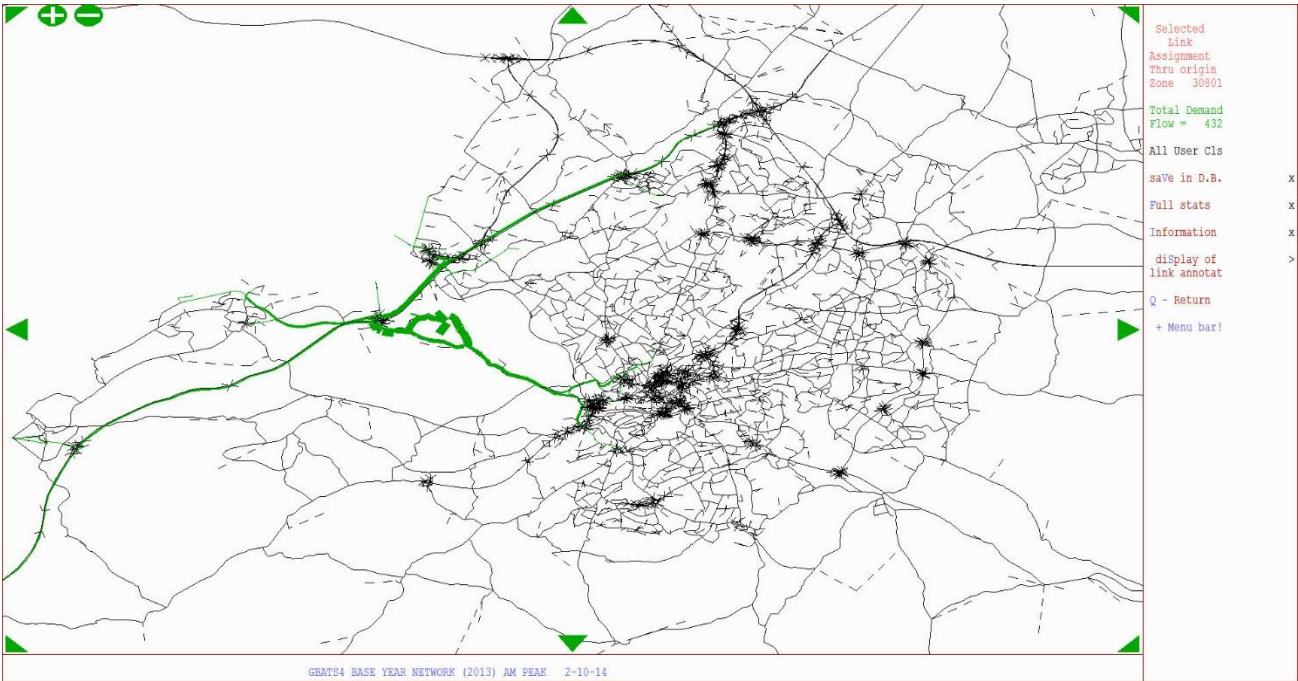 Selected
Link
Assignment
Thru origin
Zone 30801
Total Demand
Flow = 432
All User Cls
saVe in D.B. x
Full stats x
Information x
diSplay of >
link annotat
Q - Return
+ Menu bar!
GBATS4 BASE YEAR NETWORK (2013) AM PEAK 2-10-14